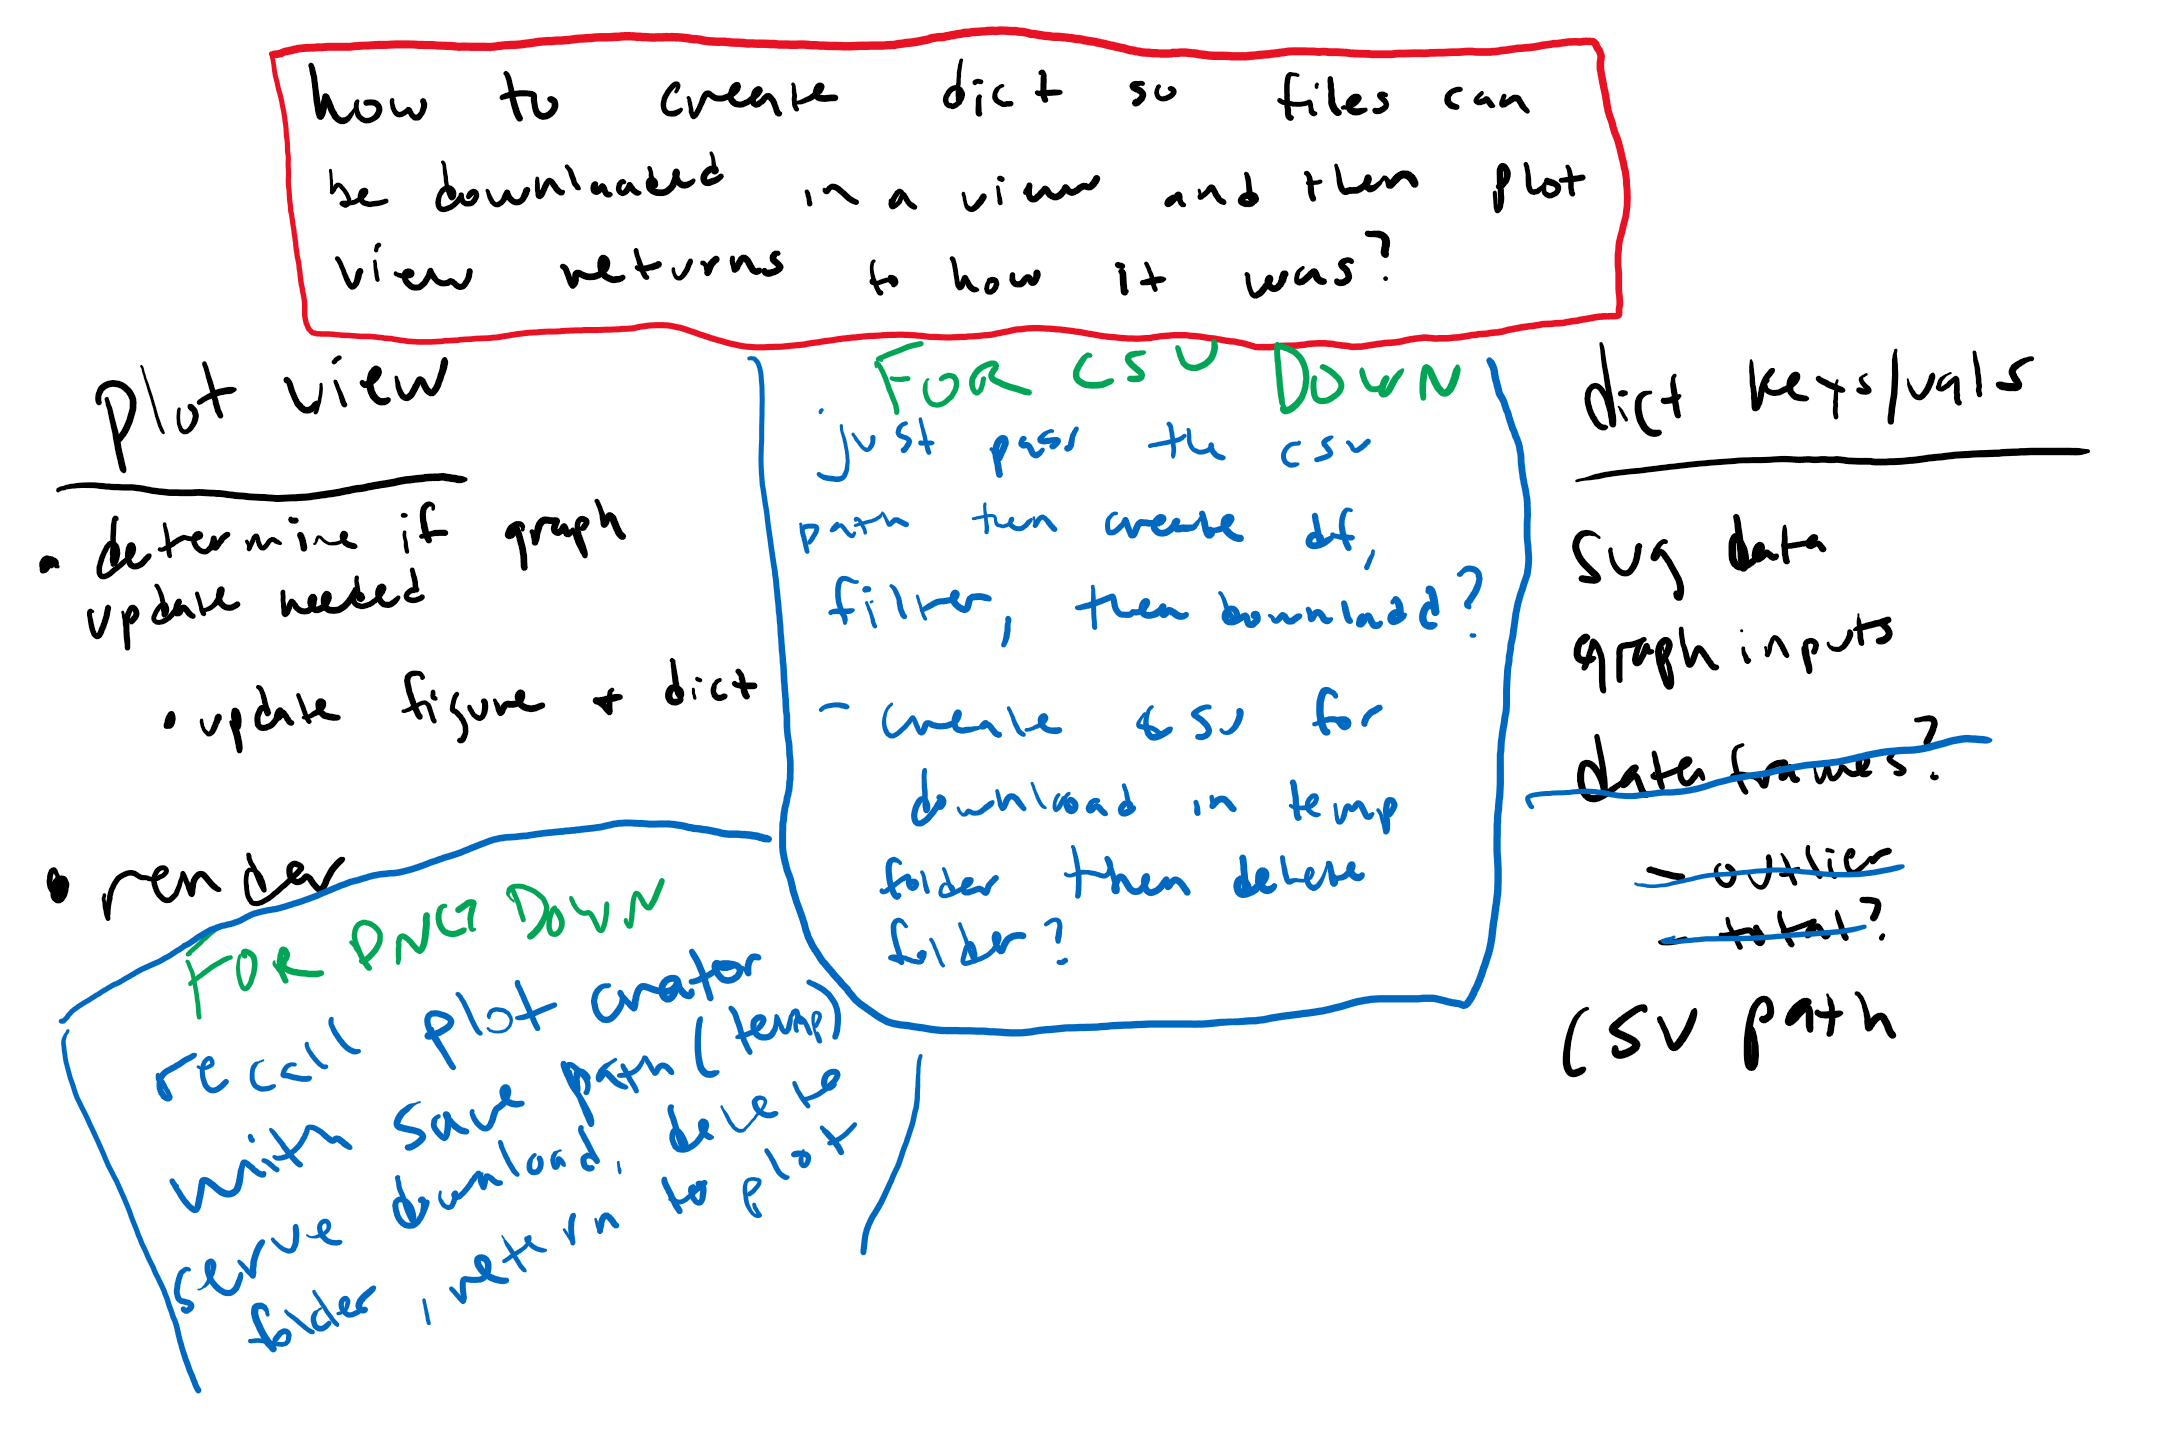 how to create dict so files can
be downloaded in a view and then plot
view returns to how it was?
plot view
• determine if graph
update needed
• update figure + dict
• render
FOR CSV DOWN
just pass the csv
path then create df,
filter, then download?
- create csv for
download in temp
folder then delete
folder?
dict keys/vals
svg data
graph inputs
data frames?
- outlier
- total?
CSV path
FOR PNG DOWN
recall plot creator
with save path (temp)
serve download, delete
folder, return to plot